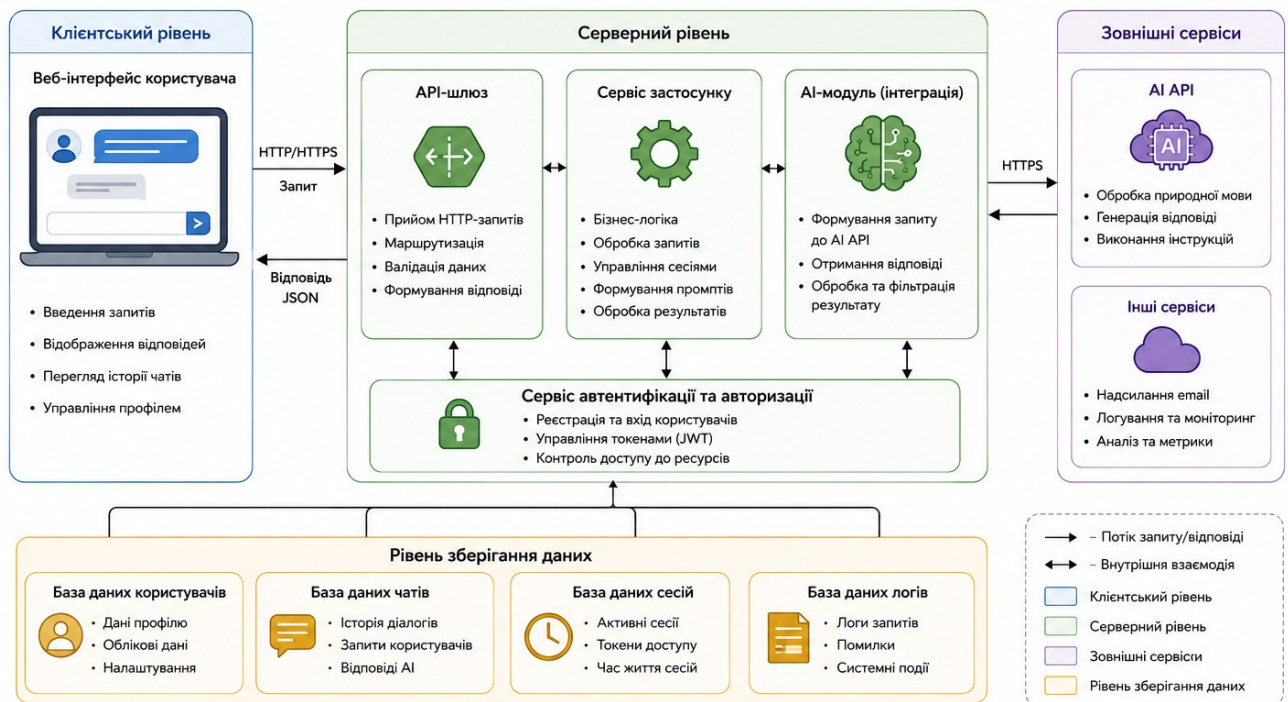 Клієнтський рівень
Веб-інтерфейс користувача
• Введення запитів
• Відображення відповідей
• Перегляд історії чатів
• Управління профілем
HTTP/HTTPS
Запит
Відповідь
JSON
Серверний рівень
API-шлюз
• Прийом HTTP-запитів
• Маршрутизація
• Валідація даних
• Формування відповіді
Сервіс застосунку
• Бізнес-логіка
• Обробка запитів
• Управління сесіями
• Формування промптів
• Обробка результатів
AI-модуль (інтеграція)
• Формування запиту
до AI API
• Отримання відповіді
• Обробка та фільтрація
результату
Сервіс автентифікації та авторизації
• Реєстрація та вхід користувачів
• Управління токенами (JWT)
• Контроль доступу до ресурсів
HTTPS
Зовнішні сервіси
AI API
AI
• Обробка природної мови
• Генерація відповіді
• Виконання інструкцій
Інші сервіси
• Надсилання email
• Логування та моніторинг
• Аналіз та метрики
Рівень зберігання даних
База даних користувачів
• Дані профілю
• Облікові дані
• Налаштування
База даних чатів
• Історія діалогів
• Запити користувачів
• Відповіді AI
База даних сесій
• Активні сесії
• Токени доступу
• Час життя сесій
База даних логів
• Логи запитів
• Помилки
• Системні події
– Потік запиту/відповіді
– Внутрішня взаємодія
Клієнтський рівень
Серверний рівень
Зовнішні сервіси
Рівень зберігання даних